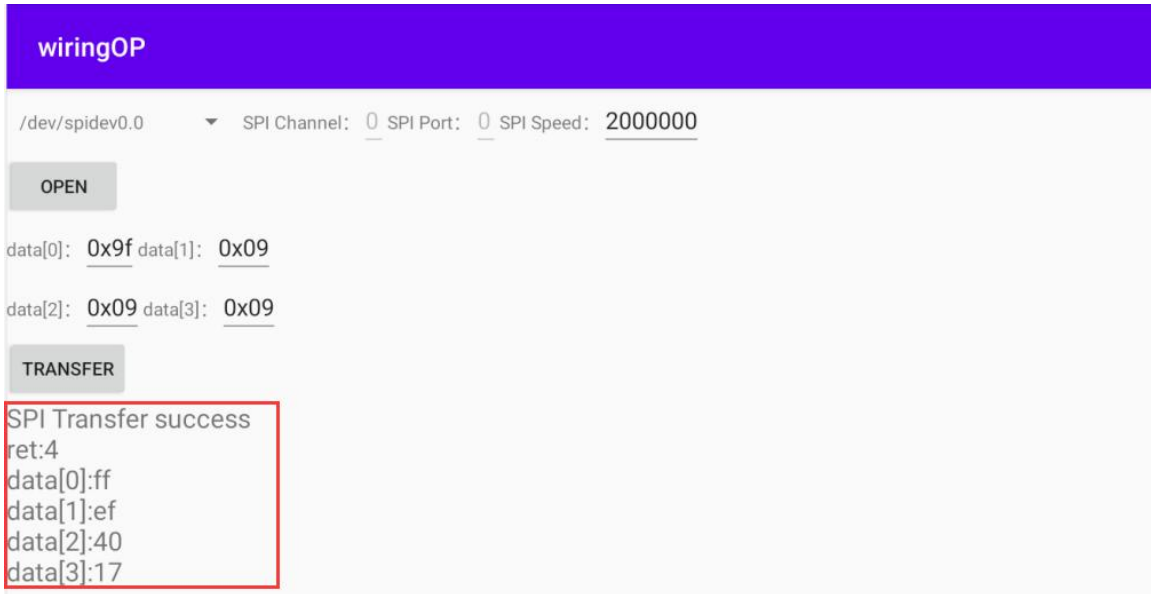 wiringOP
/dev/spidev0.0 SPI Channel: 0 SPI Port: 0 SPI Speed: 2000000
OPEN
data[0]: 0x9f data[1]: 0x09
data[2]: 0x09 data[3]: 0x09
TRANSFER
SPI Transfer success
ret:4
data[0]:ff
data[1]:ef
data[2]:40
data[3]:17